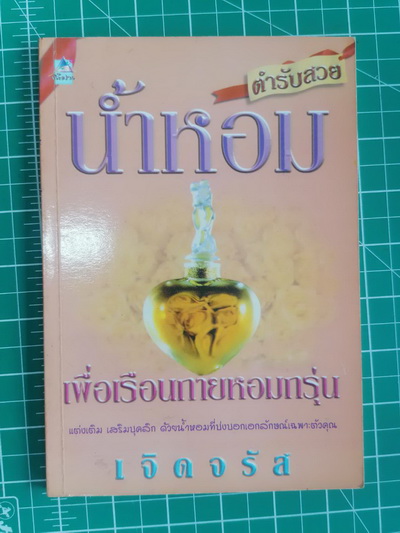 ตำรับสวย
น้ำหอม
เพื่อเรือนกายหอมกรุ่น
แต่งเติม เสริมบุคลิก ด้วยน้ำหอมที่บ่งบอกเอกลักษณ์เฉพาะตัวคุณ
เจิดจรัส